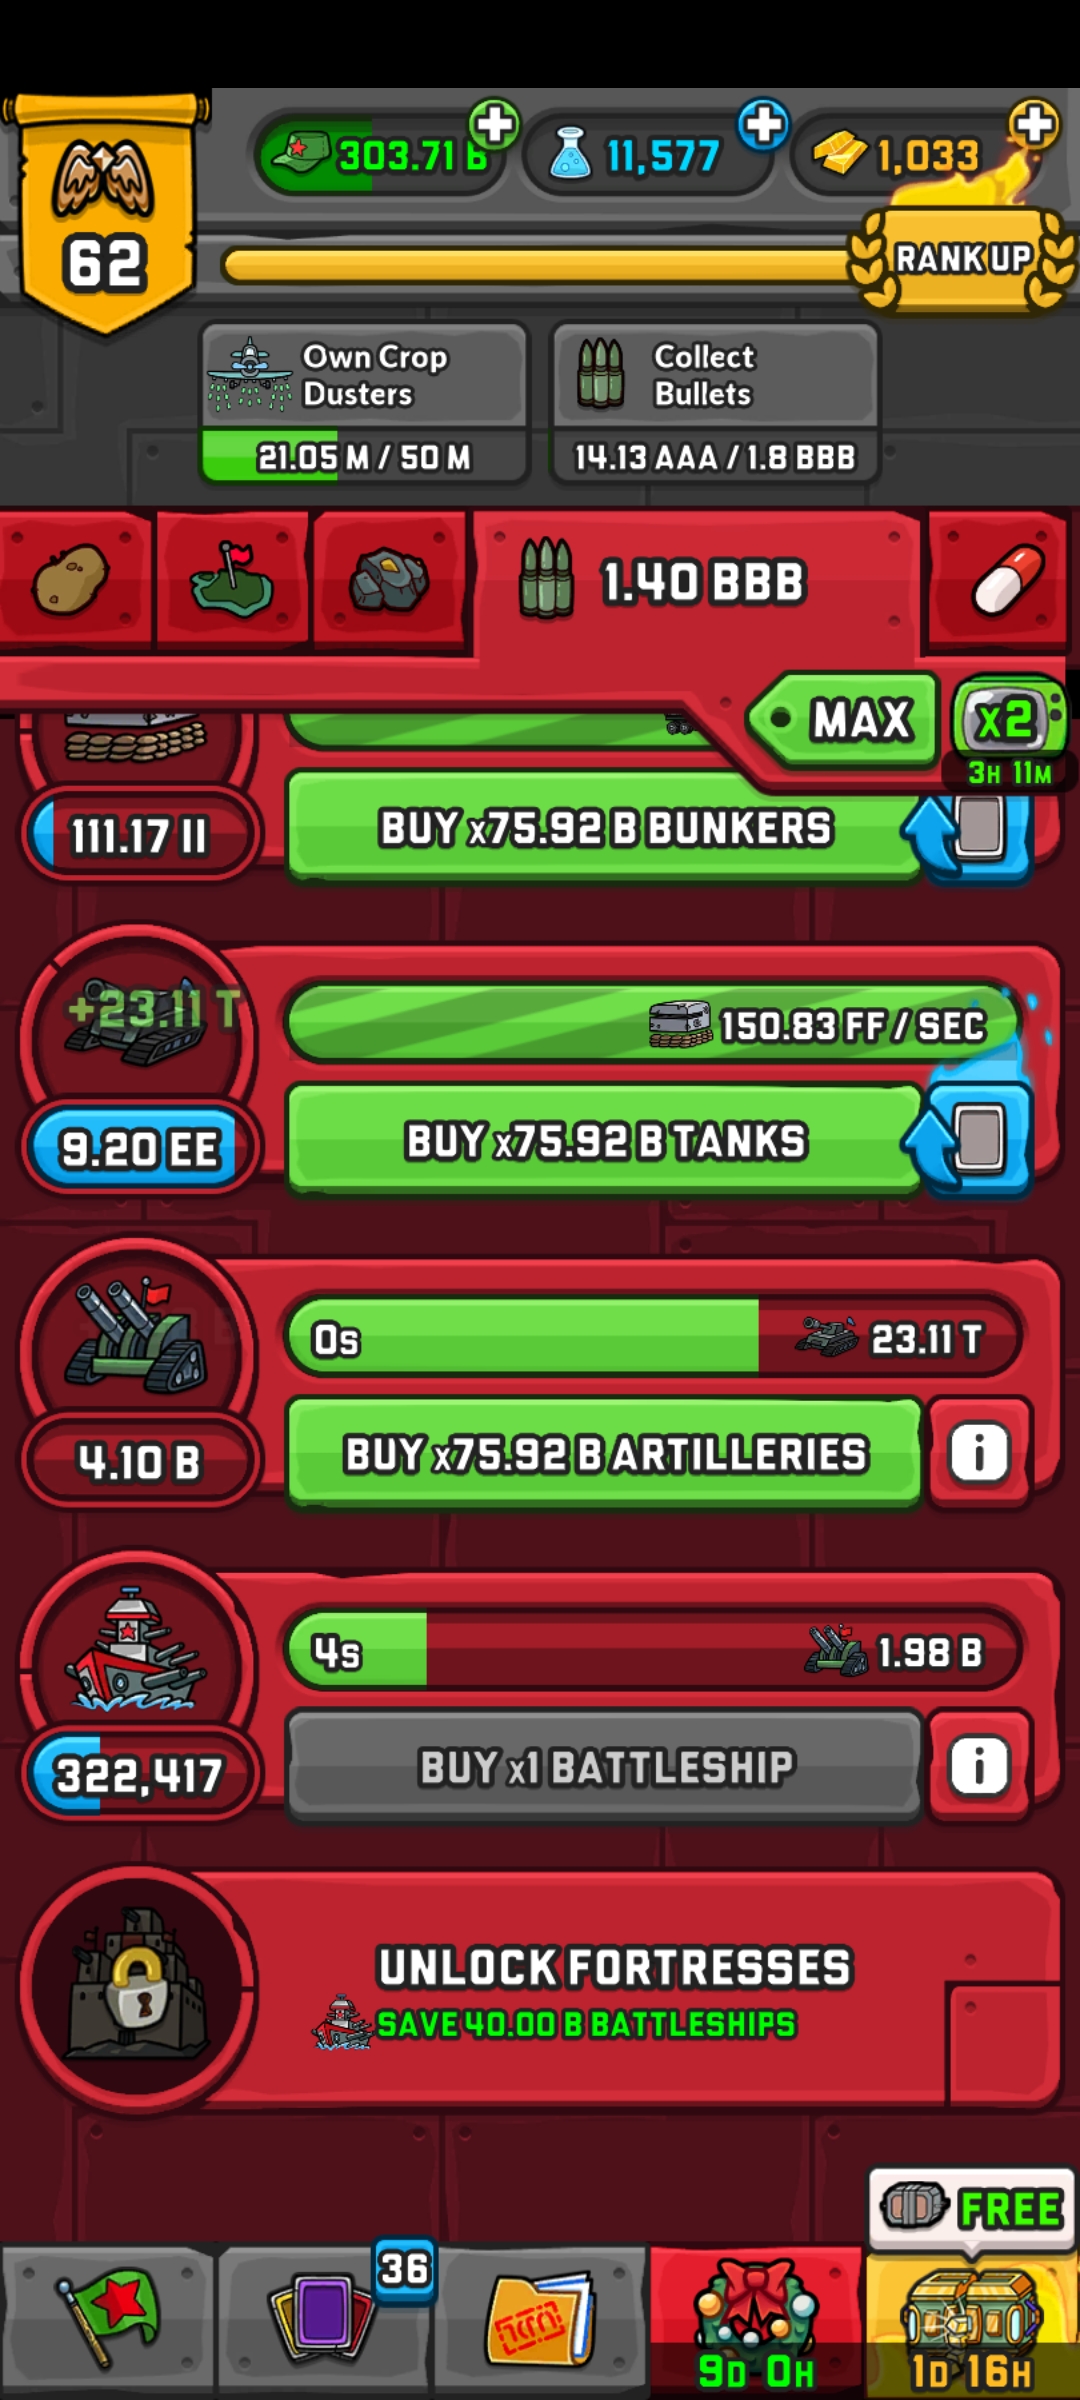 303.71 B
11,577
1,033
62
RANK UP
Own Crop
Dusters
21.05 M / 50 M
Collect
Bullets
14.13 AAA / 1.8 BBB
1.40 BBB
MAX
x2
3H 11M
111.17 II
BUY x75.92 B BUNKERS
+23.11 T
150.83 FF / SEC
9.20 EE
BUY x75.92 B TANKS
0s
23.11 T
4.10 B
BUY x75.92 B ARTILLERIES
i
4s
1.98 B
322,417
BUY x1 BATTLESHIP
i
UNLOCK FORTRESSES
SAVE 40.00 B BATTLESHIPS
FREE
36
9D 0H
1D 16H